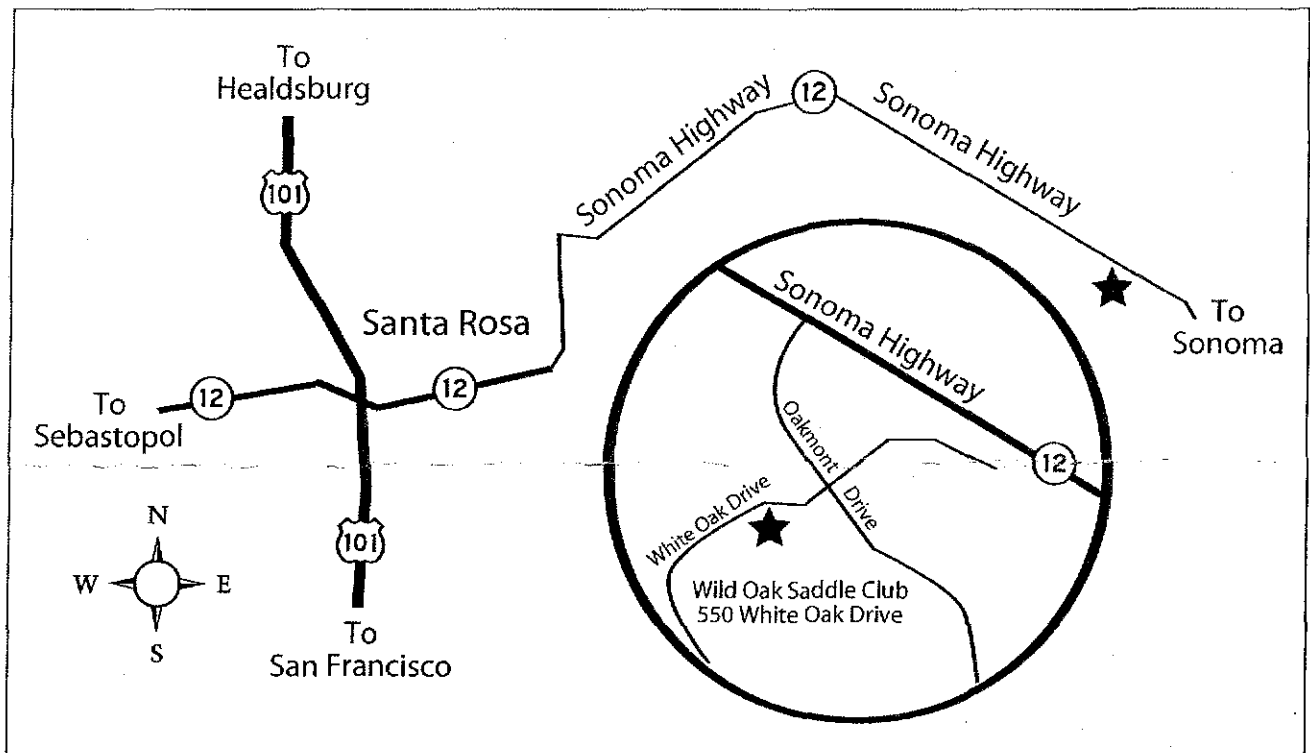 To
Healdsburg
101
Sonoma Highway
12
Sonoma Highway
To
Sonoma
Santa Rosa
12
12
To
Sebastopol
101
To
San Francisco
N
W
E
S
Sonoma Highway
12
Oakmont Drive
White Oak Drive
Wild Oak Saddle Club
550 White Oak Drive